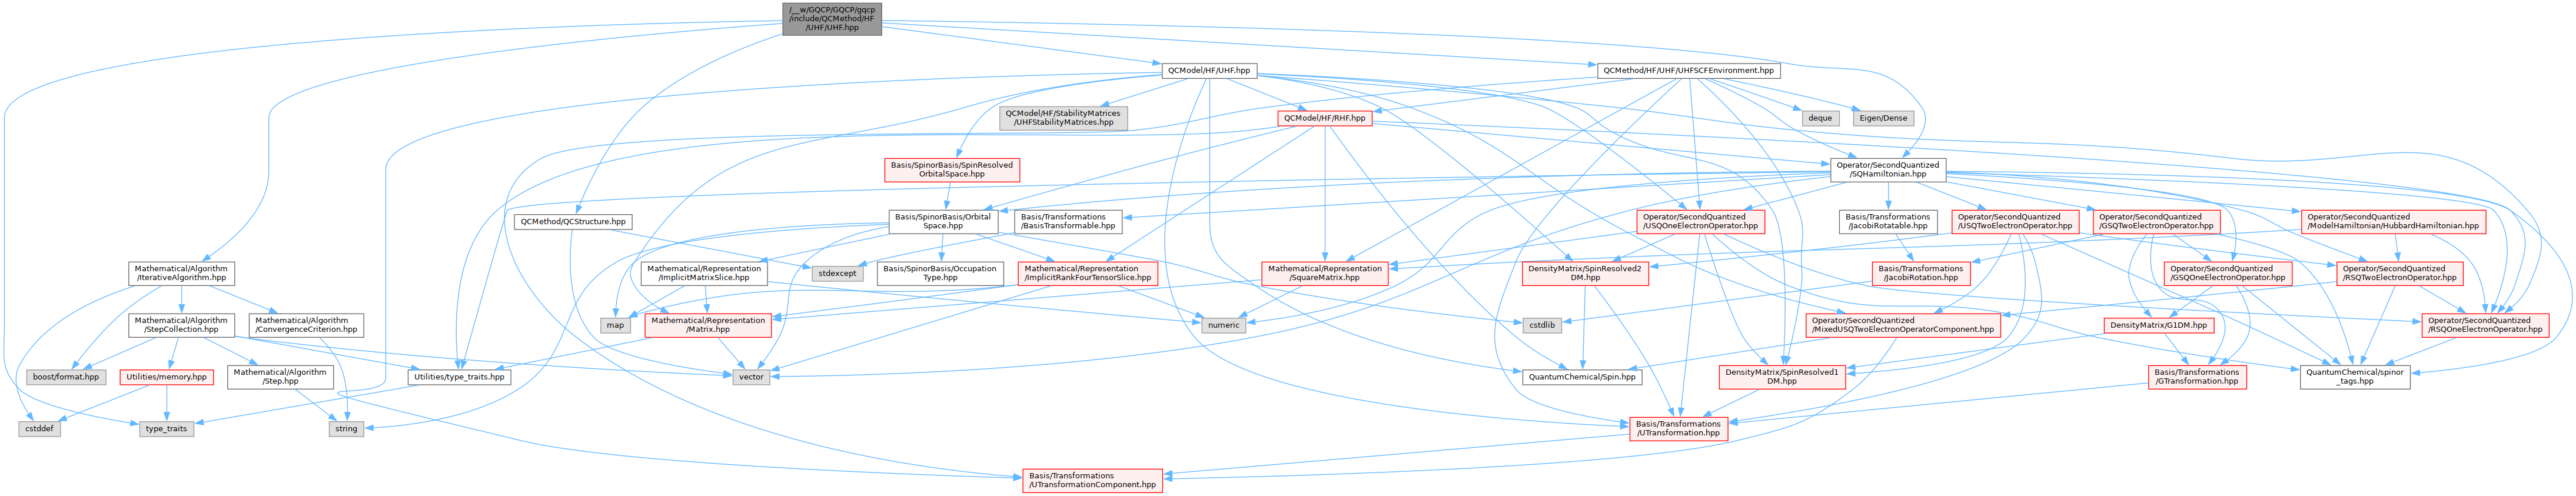 /__w/GQCP/GQCP/gqcp
/include/QCMethod/HF
/UHF/UHF.hpp
QCModel/HF/UHF.hpp
QCMethod/HF/UHF/UHFSCFEnvironment.hpp
QCModel/HF/StabilityMatrices
/UHFStabilityMatrices.hpp
QCModel/HF/RHF.hpp
deque
Eigen/Dense
Basis/SpinorBasis/SpinResolved
OrbitalSpace.hpp
Operator/SecondQuantized
/SQHamiltonian.hpp
QCMethod/QCStructure.hpp
Basis/SpinorBasis/Orbital
Space.hpp
Basis/Transformations
/BasisTransformable.hpp
Operator/SecondQuantized
/USQOneElectronOperator.hpp
Basis/Transformations
/JacobiRotatable.hpp
Operator/SecondQuantized
/USQTwoElectronOperator.hpp
Operator/SecondQuantized
/GSQTwoElectronOperator.hpp
Operator/SecondQuantized
/ModelHamiltonian/HubbardHamiltonian.hpp
Mathematical/Algorithm
/IterativeAlgorithm.hpp
Mathematical/Representation
/ImplicitMatrixSlice.hpp
stdexcept
Basis/SpinorBasis/Occupation
Type.hpp
Mathematical/Representation
/ImplicitRankFourTensorSlice.hpp
Mathematical/Representation
/SquareMatrix.hpp
DensityMatrix/SpinResolved2
DM.hpp
Basis/Transformations
/JacobiRotation.hpp
Operator/SecondQuantized
/GSQOneElectronOperator.hpp
Operator/SecondQuantized
/RSQTwoElectronOperator.hpp
Mathematical/Algorithm
/StepCollection.hpp
Mathematical/Algorithm
/ConvergenceCriterion.hpp
map
Mathematical/Representation
/Matrix.hpp
numeric
cstdlib
Operator/SecondQuantized
/MixedUSQTwoElectronOperatorComponent.hpp
DensityMatrix/G1DM.hpp
Operator/SecondQuantized
/RSQOneElectronOperator.hpp
boost/format.hpp
Utilities/memory.hpp
Mathematical/Algorithm
/Step.hpp
Utilities/type_traits.hpp
vector
QuantumChemical/Spin.hpp
DensityMatrix/SpinResolved1
DM.hpp
Basis/Transformations
/GTransformation.hpp
QuantumChemical/spinor
_tags.hpp
cstddef
type_traits
string
Basis/Transformations
/UTransformation.hpp
Basis/Transformations
/UTransformationComponent.hpp